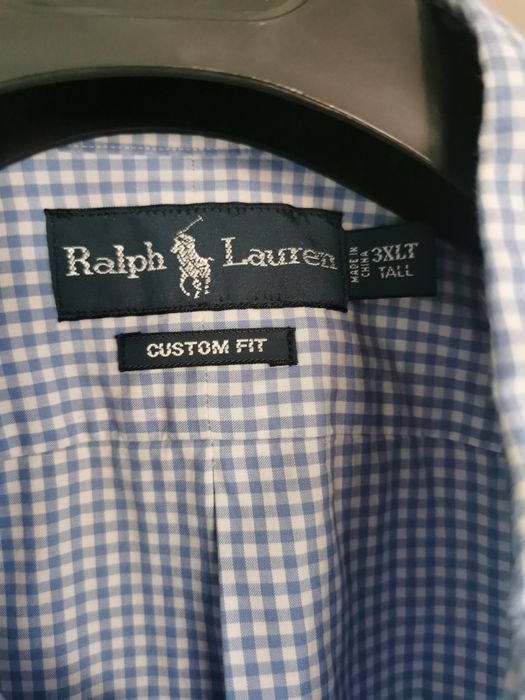 Ralph Lauren
MADE IN
CHINA
3XLT
TALL
CUSTOM FIT